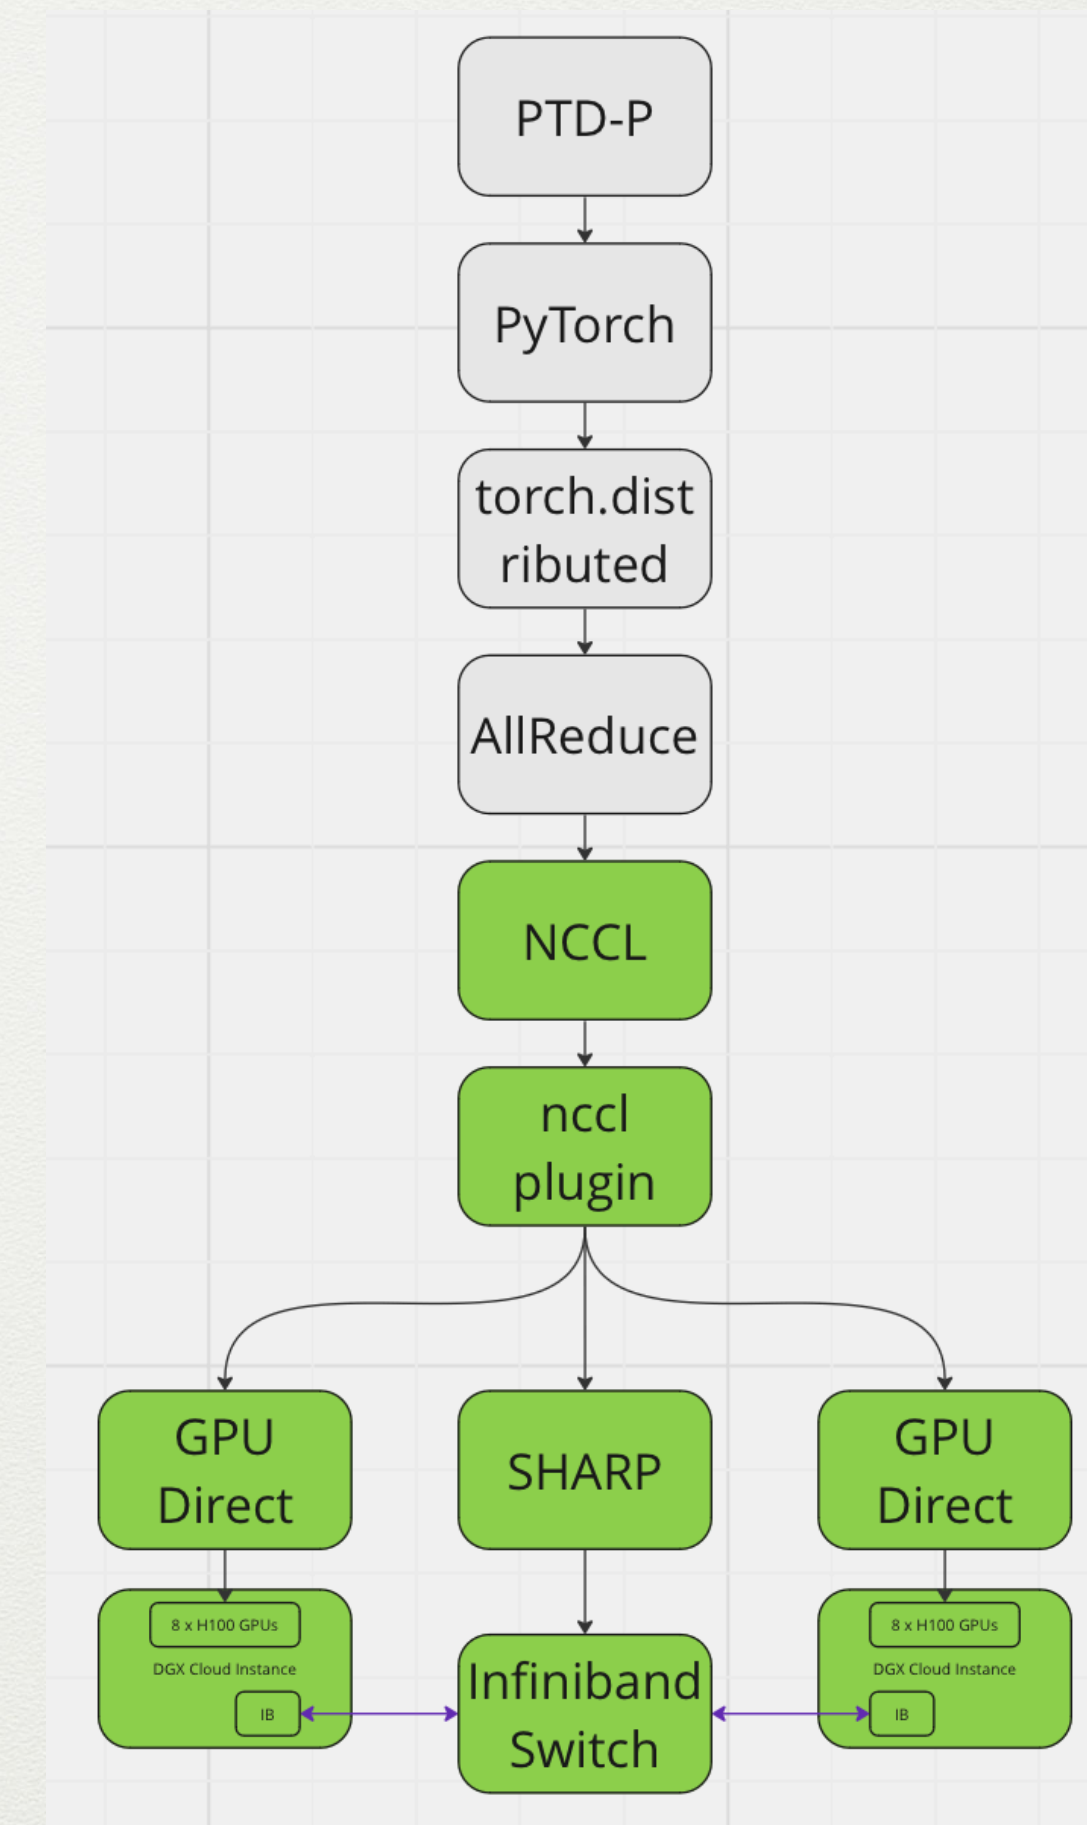 PTD-P
PyTorch
torch.dist
ributed
AllReduce
NCCL
nccl
plugin
GPU
Direct
SHARP
GPU
Direct
8 x H100 GPUs
DGX Cloud Instance
IB
Infiniband
Switch
8 x H100 GPUs
DGX Cloud Instance
IB